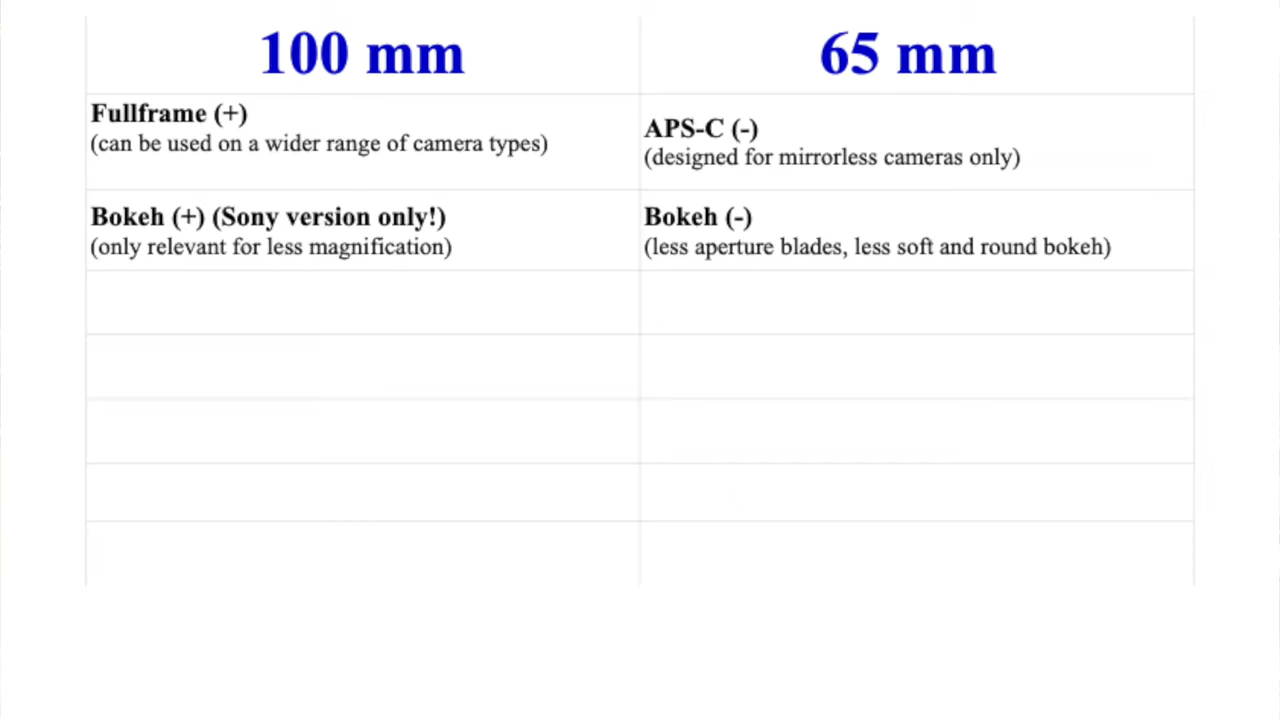 100 mm
65 mm
Fullframe (+)
(can be used on a wider range of camera types)
APS-C (-)
(designed for mirrorless cameras only)
Bokeh (+) (Sony version only!)
(only relevant for less magnification)
Bokeh (-)
(less aperture blades, less soft and round bokeh)